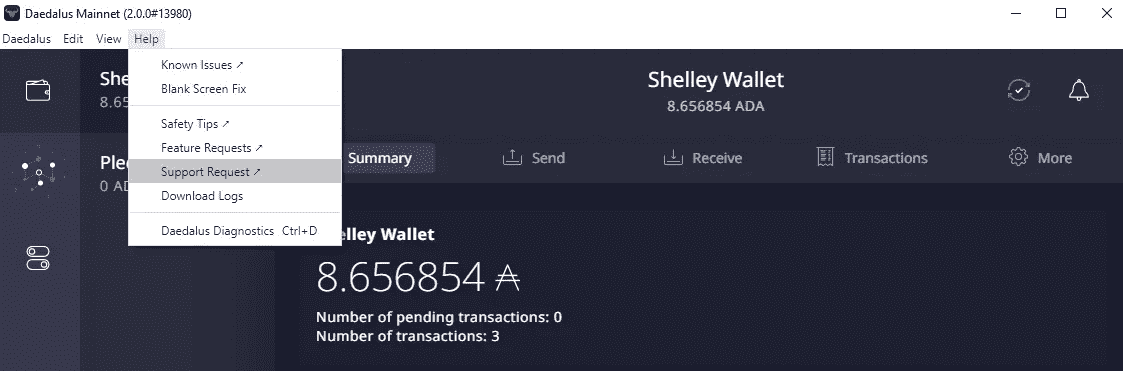 Daedalus Mainnet (2.0.0#13980)
Daedalus Edit View Help
Known Issues ↗
Blank Screen Fix
Safety Tips ↗
Feature Requests ↗
Support Request ↗
Download Logs
Daedalus Diagnostics Ctrl+D
She
8.65
Ple
0 AD
Shelley Wallet
8.656854 ADA
Summary Send Receive Transactions More
elley Wallet
8.656854 ₳
Number of pending transactions: 0
Number of transactions: 3